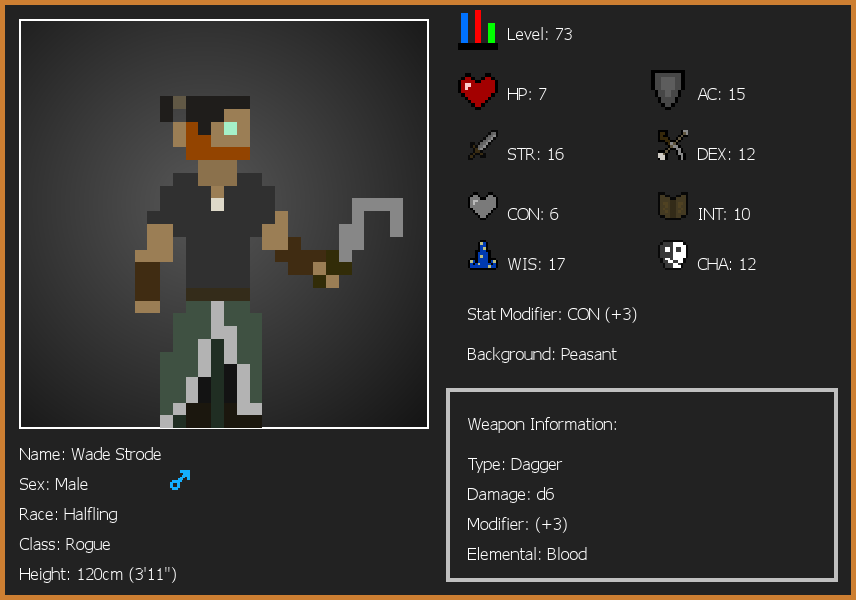 Level: 73
HP: 7
AC: 15
STR: 16
DEX: 12
CON: 6
INT: 10
WIS: 17
CHA: 12
Stat Modifier: CON (+3)
Background: Peasant
Weapon Information:
Type: Dagger
Damage: d6
Modifier: (+3)
Elemental: Blood
Name: Wade Strode
Sex: Male
Race: Halfling
Class: Rogue
Height: 120cm (3'11")